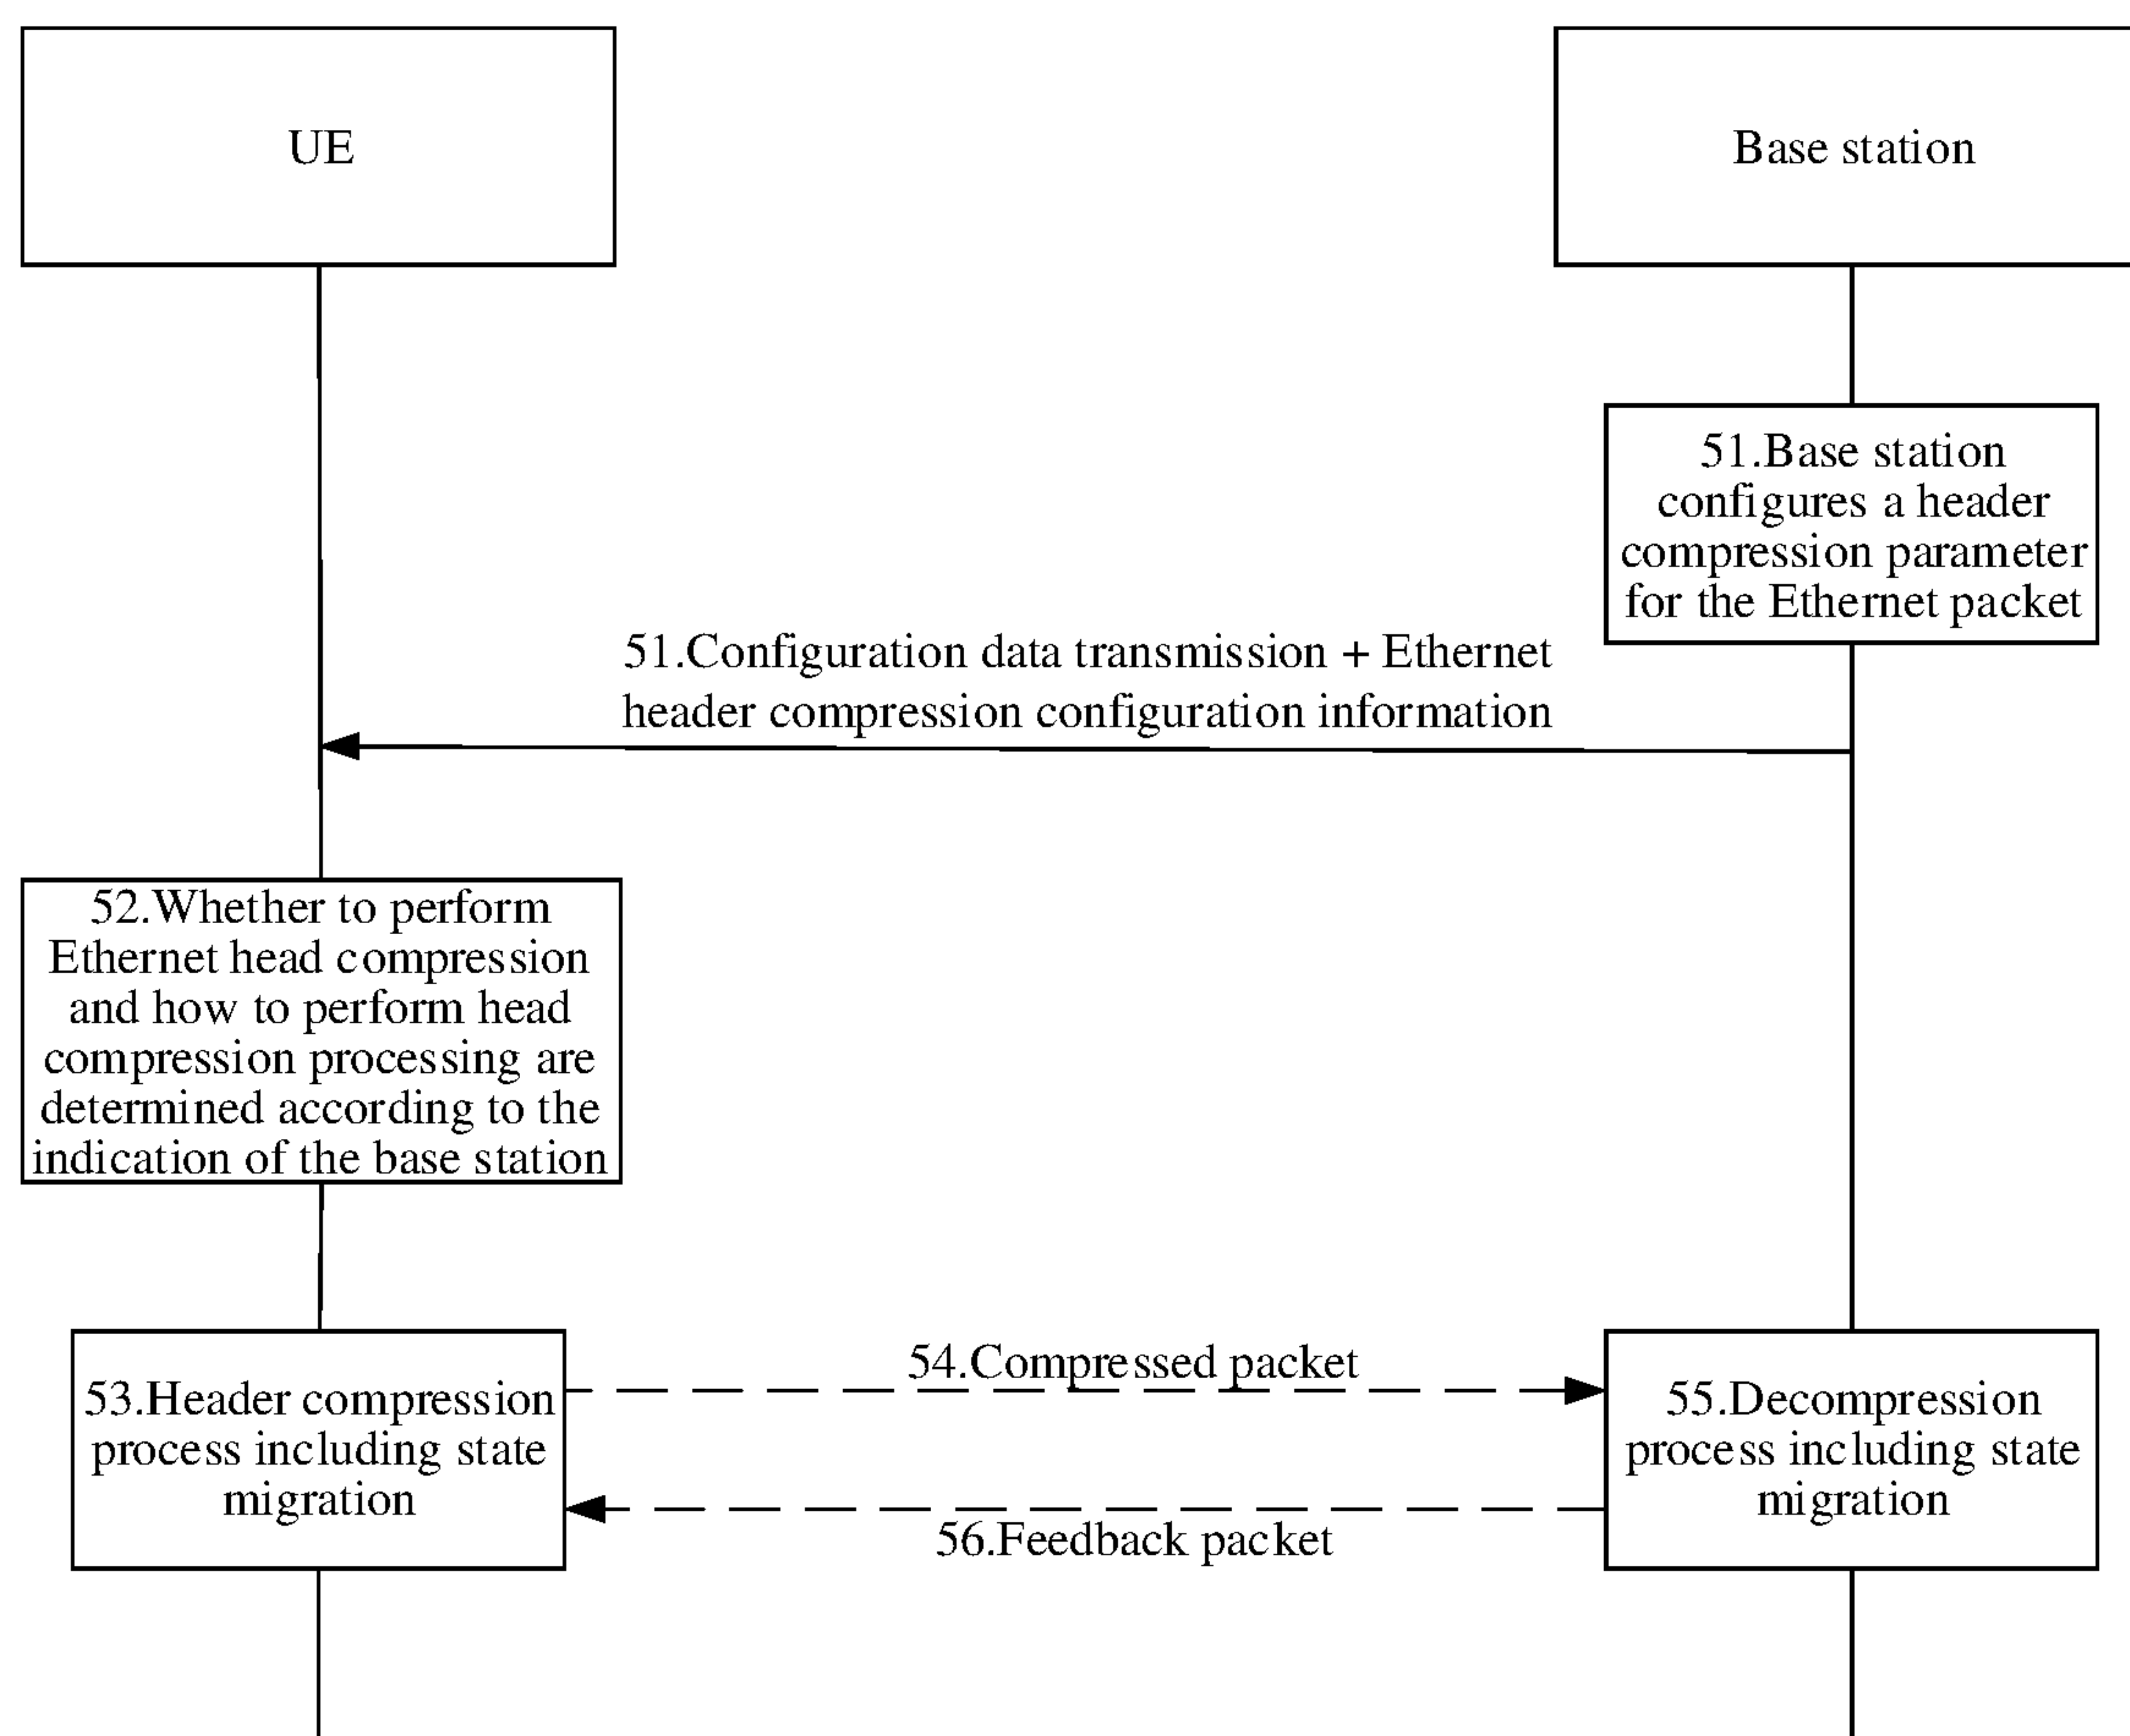 UE
Base station
51.Base station
configures a header
compression parameter
for the Ethernet packet
51.Configuration data transmission + Ethernet
header compression configuration information
52.Whether to perform
Ethernet head compression
and how to perform head
compression processing are
determined according to the
indication of the base station
53.Header compression
process including state
migration
54.Compressed packet
55.Decompression
process including state
migration
56.Feedback packet